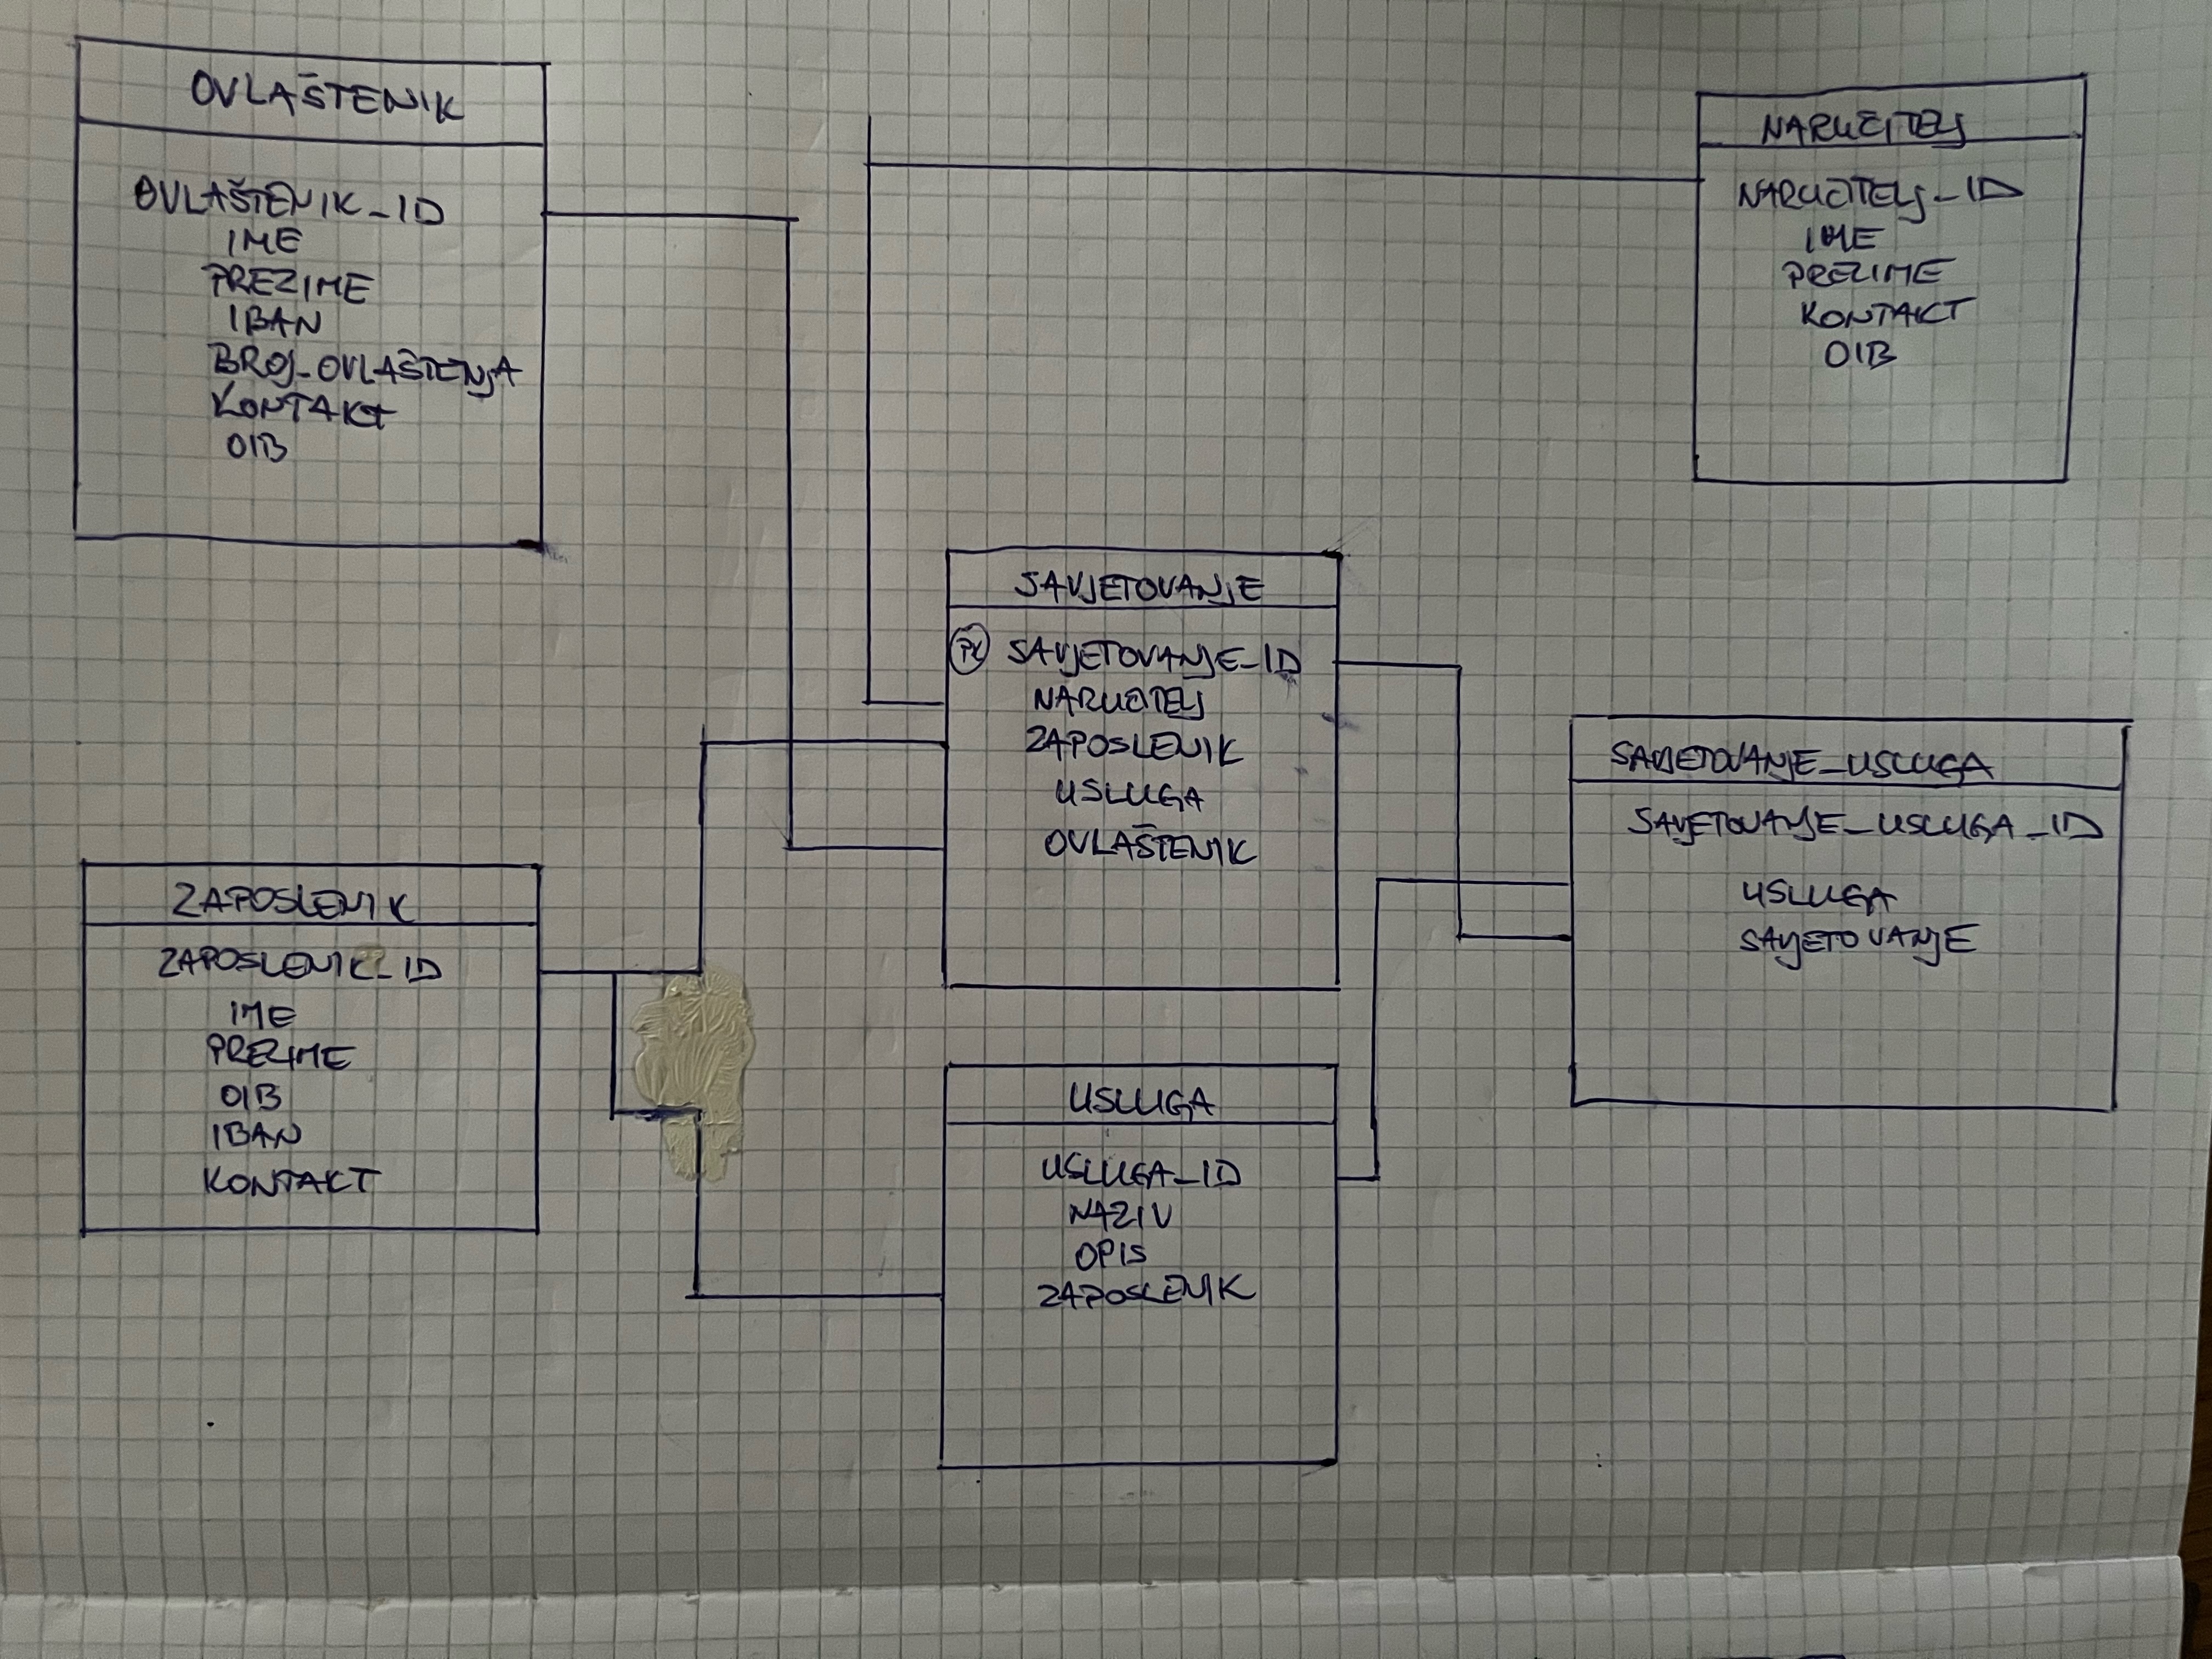 OVLAŠTENIK
OVLAŠTENIK_ID
IME
PREZIME
IBAN
BROJ_OVLAŠTENJA
KONTAKT
OIB
ZAPOSLENIK
ZAPOSLENIK_ID
IME
PREZIME
OIB
IBAN
KONTAKT
SAVJETOVANJE
PK SAVJETOVANJE_ID
NARUČITELJ
ZAPOSLENIK
USLUGA
OVLAŠTENIK
USLUGA
USLUGA_ID
NAZIV
OPIS
ZAPOSLENIK
NARUČITELJ
NARUČITELJ_ID
IME
PREZIME
KONTAKT
OIB
SAVJETOVANJE_USLUGA
SAVJETOVANJE_USLUGA_ID
USLUGA
SAVJETOVANJE